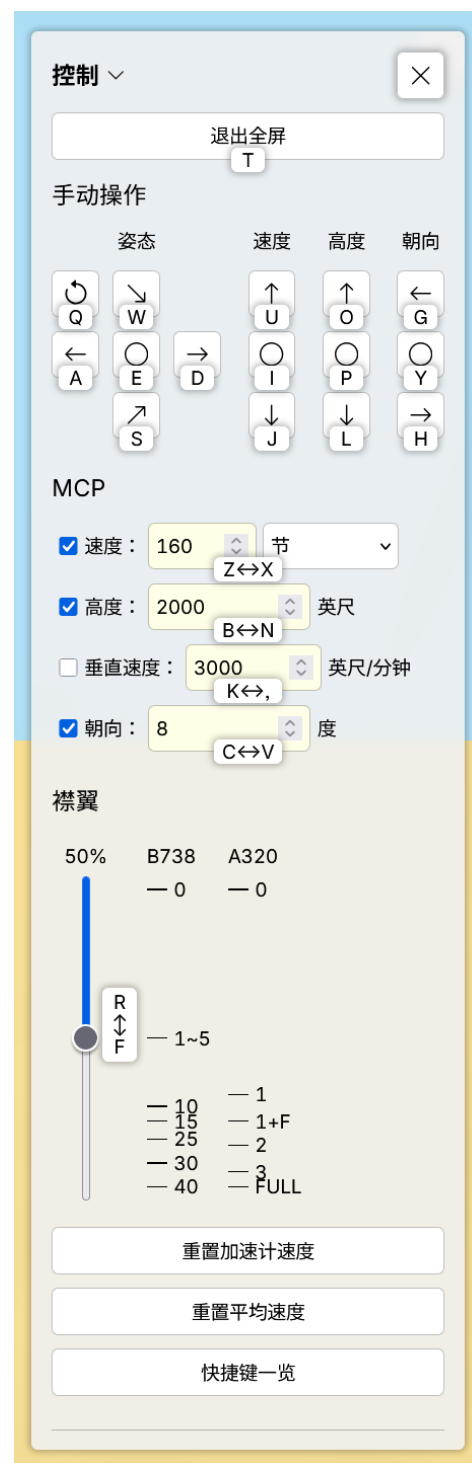 控制
退出全屏
T
手动操作
姿态 速度 高度 朝向
Q W U O G
A E D I P Y
S J L H
MCP
速度： 160 节
Z↔X
高度： 2000 英尺
B↔N
垂直速度： 3000 英尺/分钟
K↔,
朝向： 8 度
C↔V
襟翼
50% B738 A320
0 0
R
↕
F
1~5
1
10
15 1+F
25 2
30 3
40 FULL
重置加速计速度
重置平均速度
快捷键一览